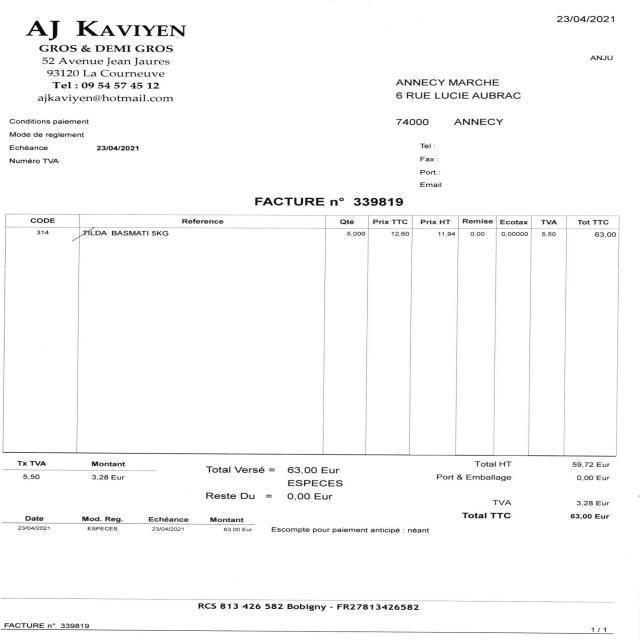 23/04/2021
AJ KAVIYEN
GROS & DEMI GROS
52 Avenue Jean Jaures
93120 La Courneuve
Tel : 09 54 57 45 12
ajkaviyen@hotmail.com
ANJU
ANNECY MARCHE
6 RUE LUCIE AUBRAC
74000 ANNECY
Conditions paiement
Mode de reglement
Echéance 23/04/2021
Numéro TVA
Tel :
Fax :
Port :
Email
FACTURE n° 339819
CODE Reference Qté Prix TTC Prix HT Remise Ecotax TVA Tot TTC
314 TILDA BASMATI 5KG 5,000 12,60 11,94 0,00 0,00000 5,50 63,00
Tx TVA Montant
5,50 3,28 Eur
Total Versé = 63,00 Eur
ESPECES
Reste Du = 0,00 Eur
Total HT 59,72 Eur
Port & Emballage 0,00 Eur
TVA 3,28 Eur
Total TTC 63,00 Eur
Date Mod. Reg. Echéance Montant
23/04/2021 ESPECES 23/04/2021 63,00 Eur
Escompte pour paiement anticipé : néant
RCS 813 426 582 Bobigny - FR27813426582
FACTURE n° 339819
1 / 1